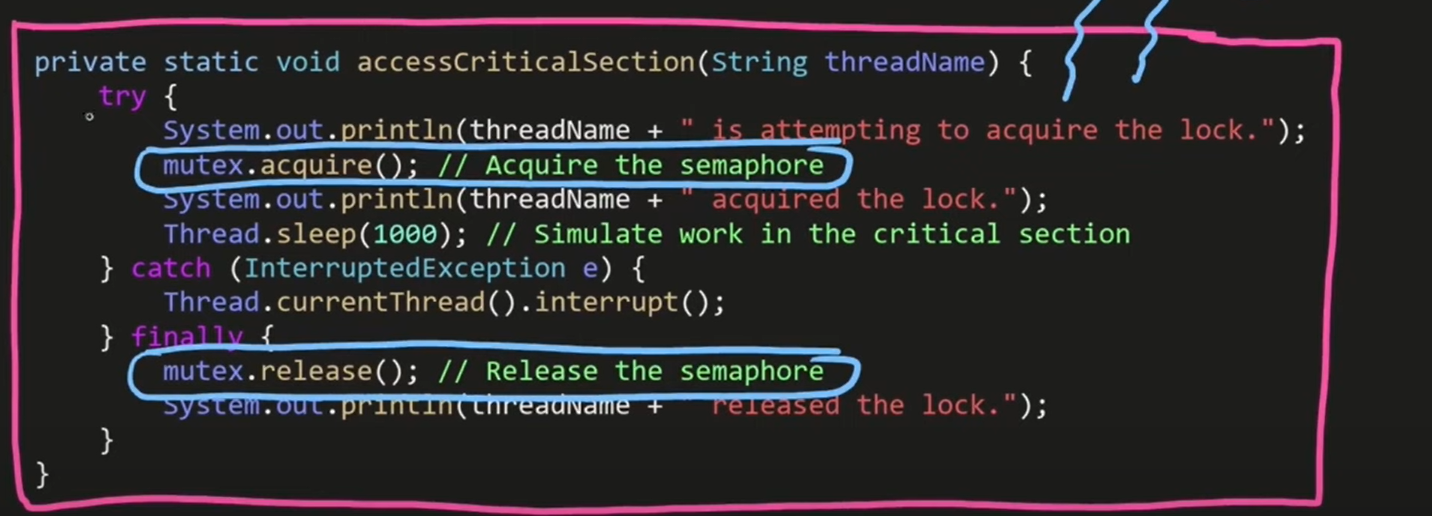 private static void accessCriticalSection(String threadName) {
try {
System.out.println(threadName + " is attempting to acquire the lock.");
mutex.acquire(); // Acquire the semaphore
System.out.println(threadName + " acquired the lock.");
Thread.sleep(1000); // Simulate work in the critical section
} catch (InterruptedException e) {
Thread.currentThread().interrupt();
} finally {
mutex.release(); // Release the semaphore
System.out.println(threadName + " released the lock.");
}
}